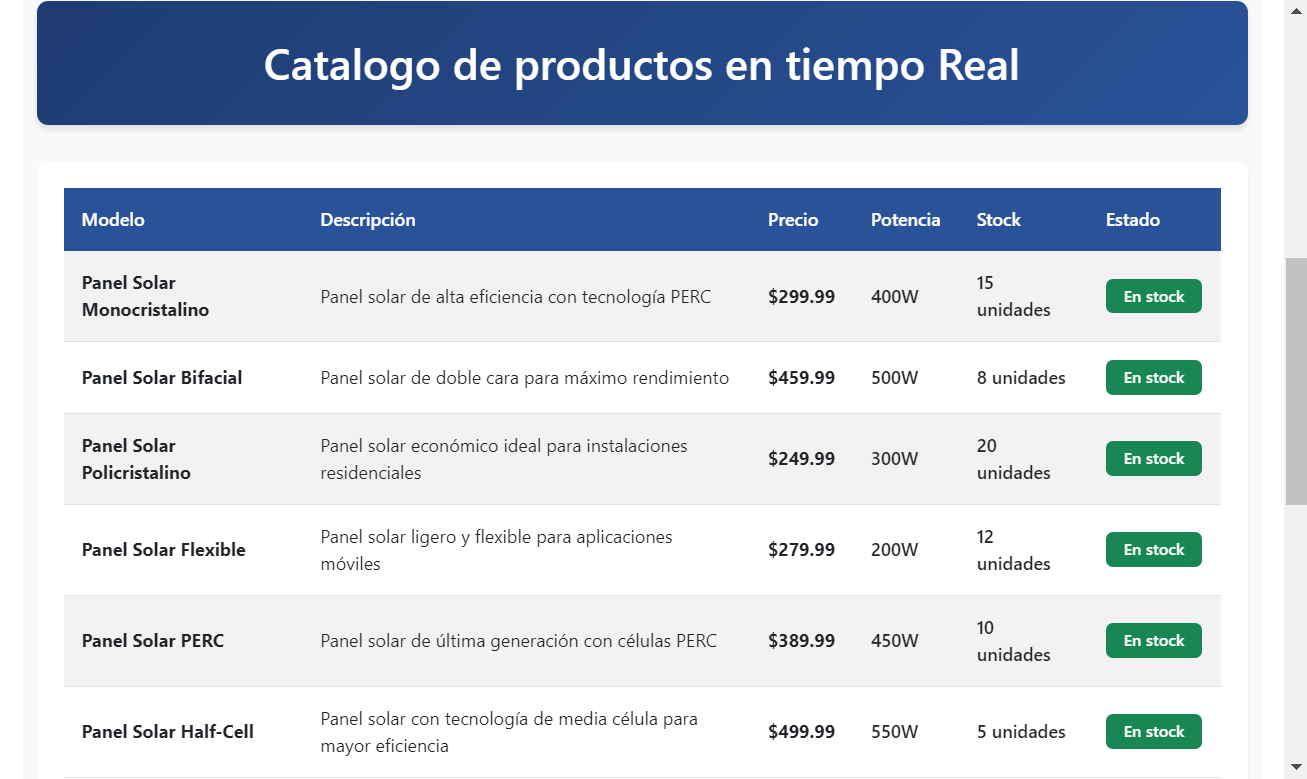 Catalogo de productos en tiempo Real
Modelo Descripción Precio Potencia Stock Estado
Panel Solar
Monocristalino
Panel solar de alta eficiencia con tecnología PERC
$299.99
400W
15
unidades
En stock
Panel Solar Bifacial
Panel solar de doble cara para máximo rendimiento
$459.99
500W
8 unidades
En stock
Panel Solar
Policristalino
Panel solar económico ideal para instalaciones
residenciales
$249.99
300W
20
unidades
En stock
Panel Solar Flexible
Panel solar ligero y flexible para aplicaciones
móviles
$279.99
200W
12
unidades
En stock
Panel Solar PERC
Panel solar de última generación con células PERC
$389.99
450W
10
unidades
En stock
Panel Solar Half-Cell
Panel solar con tecnología de media célula para
mayor eficiencia
$499.99
550W
5 unidades
En stock